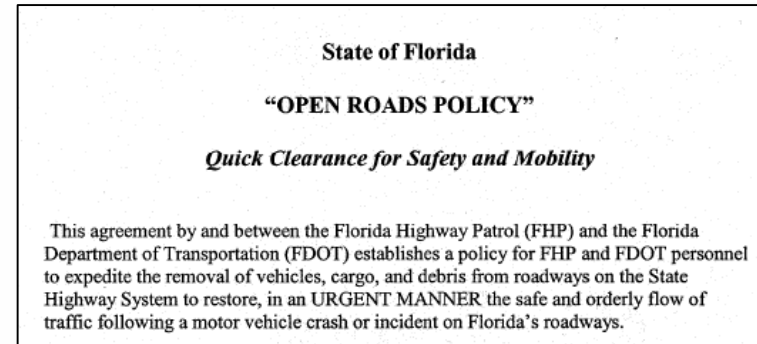 State of Florida
“OPEN ROADS POLICY”
Quick Clearance for Safety and Mobility
This agreement by and between the Florida Highway Patrol (FHP) and the Florida
Department of Transportation (FDOT) establishes a policy for FHP and FDOT personnel
to expedite the removal of vehicles, cargo, and debris from roadways on the State
Highway System to restore, in an URGENT MANNER the safe and orderly flow of
traffic following a motor vehicle crash or incident on Florida’s roadways.